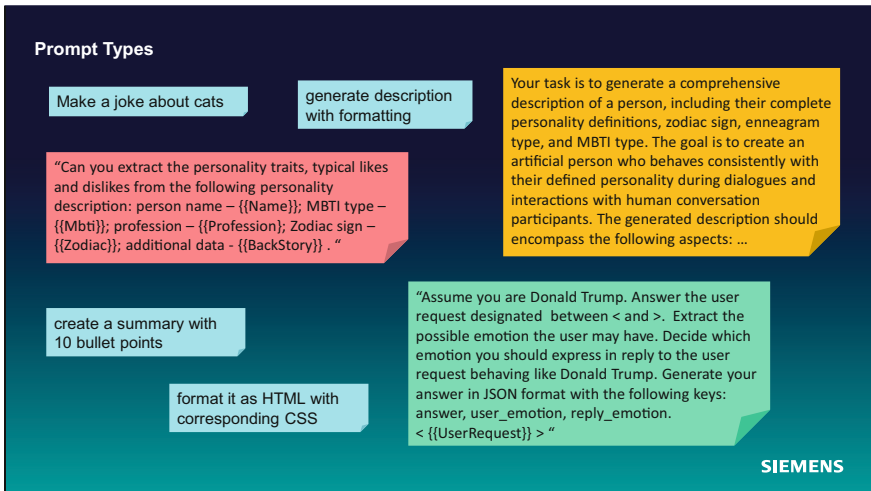 Prompt Types
Make a joke about cats
generate description
with formatting
Your task is to generate a comprehensive
description of a person, including their complete
personality definitions, zodiac sign, enneagram
type, and MBTI type. The goal is to create an
artificial person who behaves consistently with
their defined personality during dialogues and
interactions with human conversation
participants. The generated description should
encompass the following aspects: ...
“Can you extract the personality traits, typical likes
and dislikes from the following personality
description: person name – {{Name}}; MBTI type –
{{Mbti}}; profession – {{Profession}; Zodiac sign –
{{Zodiac}}; additional data - {{BackStory}} . “
create a summary with
10 bullet points
format it as HTML with
corresponding CSS
“Assume you are Donald Trump. Answer the user
request designated between < and >. Extract the
possible emotion the user may have. Decide which
emotion you should express in reply to the user
request behaving like Donald Trump. Generate your
answer in JSON format with the following keys:
answer, user_emotion, reply_emotion.
< {{UserRequest}} > “
SIEMENS